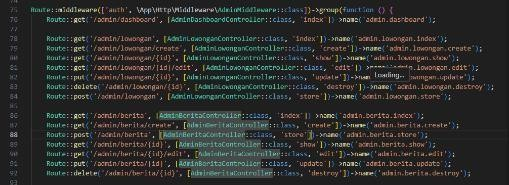 75 Route::middleware(['auth', \App\Http\Middleware\AdminMiddleware::class])->group(function () {
76 Route::get('/admin/dashboard', [AdminDashboardController::class, 'index'])->name('admin.dashboard');
77
78 Route::get('/admin/lowongan', [AdminLowonganController::class, 'index'])->name('admin.lowongan.index');
79 Route::get('/admin/lowongan/create', [AdminLowonganController::class, 'create'])->name('admin.lowongan.create');
80 Route::get('/admin/lowongan/{id}', [AdminLowonganController::class, 'show'])->name('admin.lowongan.show');
81 Route::get('/admin/lowongan/{id}/edit', [AdminLowonganController::class, 'edit'])->name('admin.lowongan.edit');
Loading...
82 Route::put('/admin/lowongan/{id}', [AdminLowonganController::class, 'update'])->name('admin.lowongan.update');
83 Route::delete('/admin/lowongan/{id}', [AdminLowonganController::class, 'destroy'])->name('admin.lowongan.destroy');
84 Route::post('/admin/lowongan', [AdminLowonganController::class, 'store'])->name('admin.lowongan.store');
85
86 Route::get('/admin/berita', [AdminBeritaController::class, 'index'])->name('admin.berita.index');
87 Route::get('/admin/berita/create', [AdminBeritaController::class, 'create'])->name('admin.berita.create');
88 Route::post('/admin/berita', [AdminBeritaController::class, 'store'])->name('admin.berita.store');
89 Route::get('/admin/berita/{id}', [AdminBeritaController::class, 'show'])->name('admin.berita.show');
90 Route::get('/admin/berita/{id}/edit', [AdminBeritaController::class, 'edit'])->name('admin.berita.edit');
91 Route::put('/admin/berita/{id}', [AdminBeritaController::class, 'update'])->name('admin.berita.update');
92 Route::delete('/admin/berita/{id}', [AdminBeritaController::class, 'destroy'])->name('admin.berita.destroy');